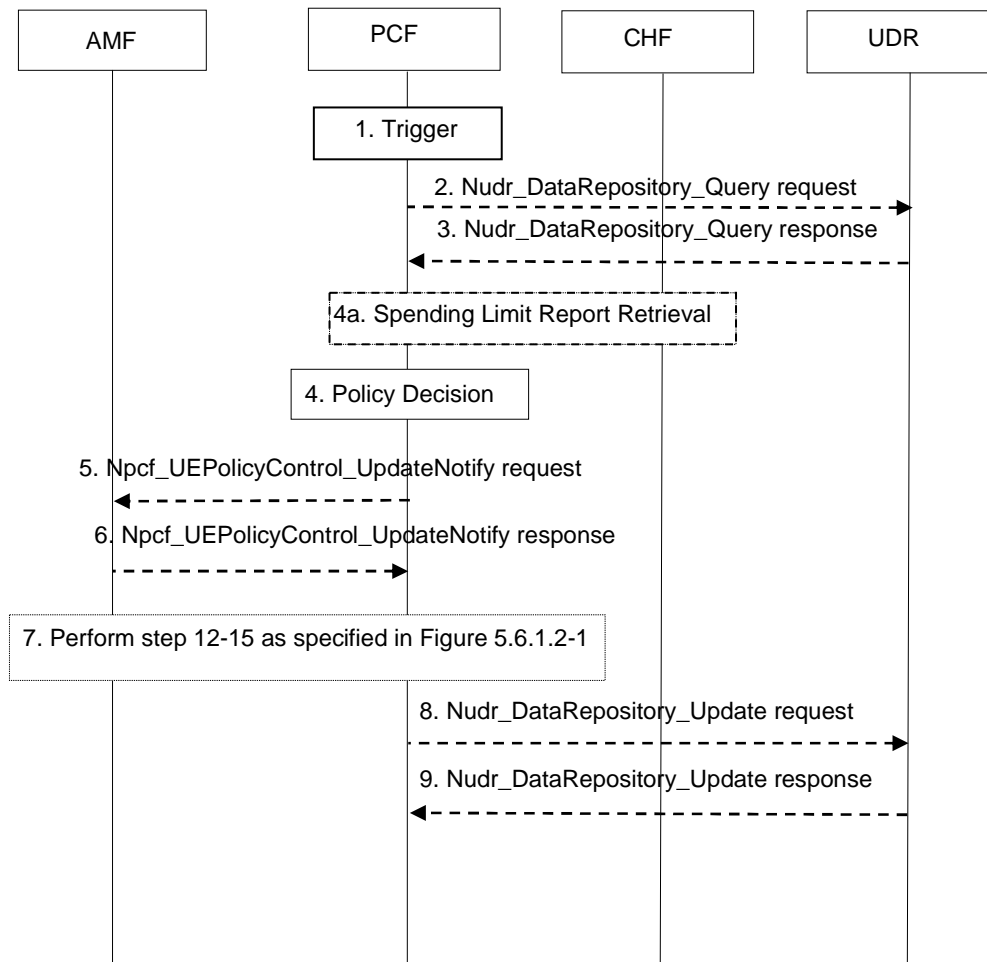 AMF
PCF
CHF
UDR
1. Trigger
2. Nudr_DataRepository_Query request
3. Nudr_DataRepository_Query response
4a. Spending Limit Report Retrieval
4. Policy Decision
5. Npcf_UEPolicyControl_UpdateNotify request
6. Npcf_UEPolicyControl_UpdateNotify response
7. Perform step 12-15 as specified in Figure 5.6.1.2-1
8. Nudr_DataRepository_Update request
9. Nudr_DataRepository_Update response